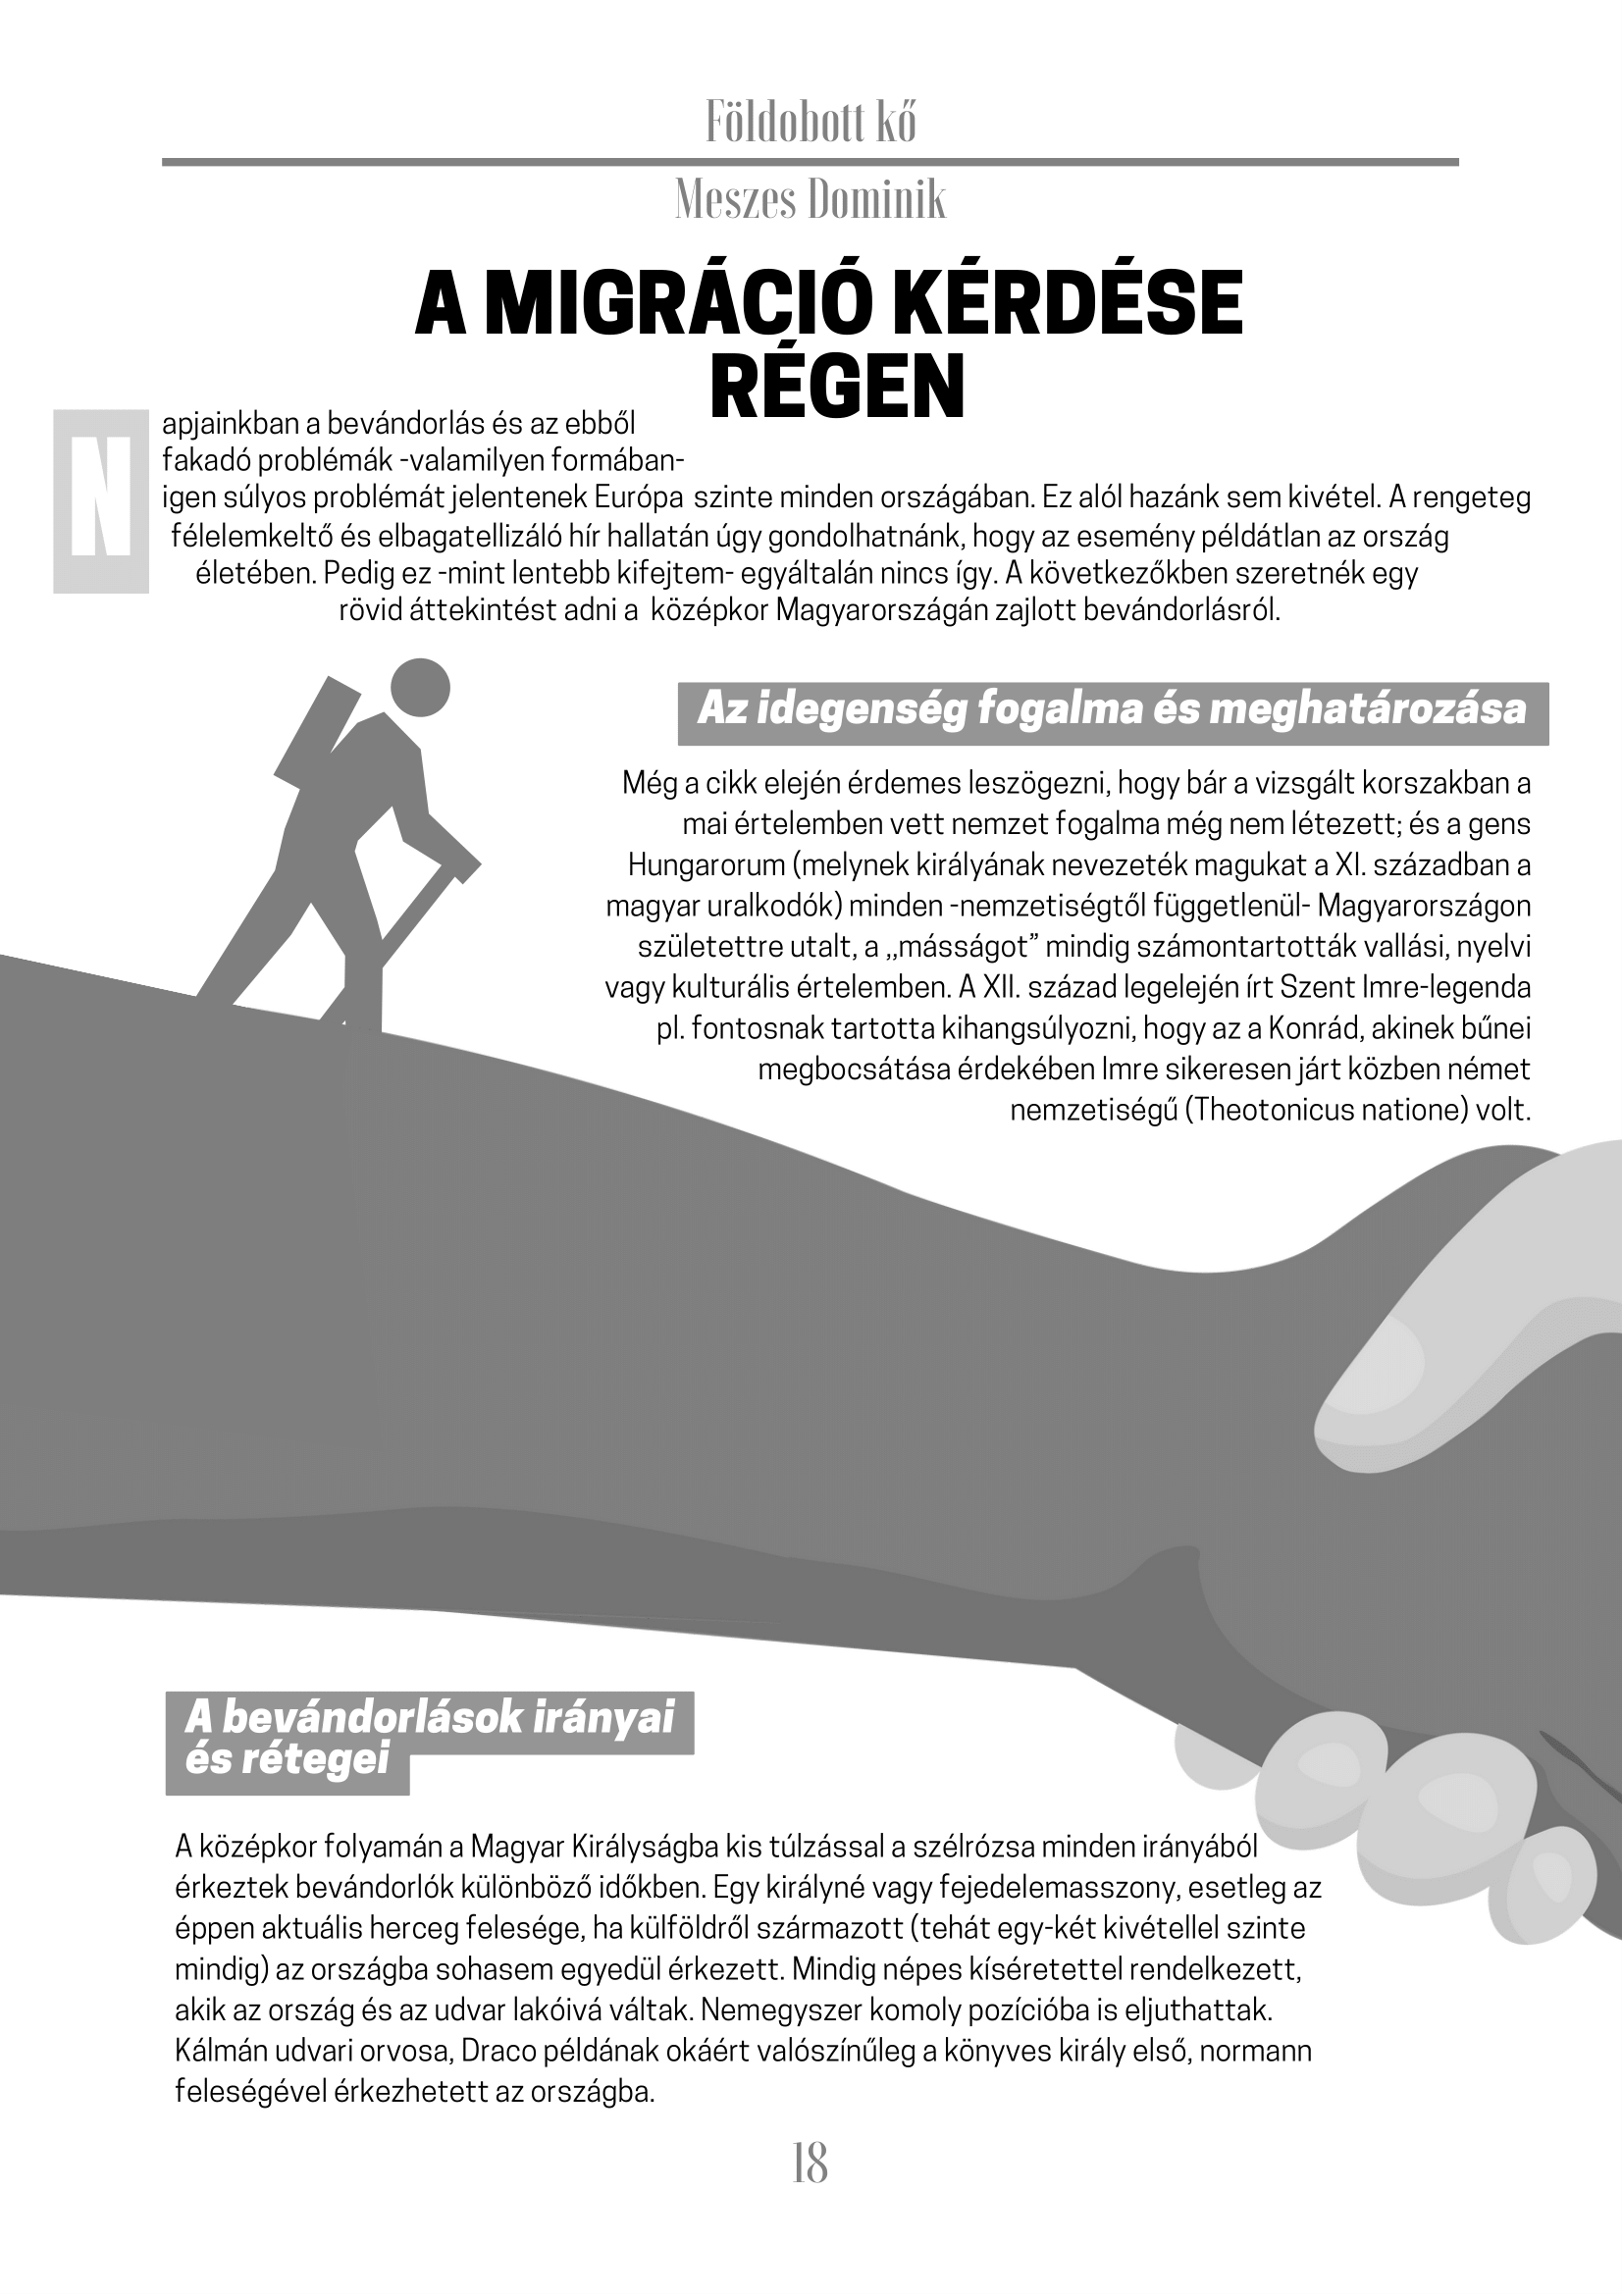 Földobott kő
Meszes Dominik
A MIGRÁCIÓ KÉRDÉSE
RÉGEN
Napjainkban a bevándorlás és az ebből
fakadó problémák -valamilyen formában-
igen súlyos problémát jelentenek Európa szinte minden országában. Ez alól hazánk sem kivétel. A rengeteg
félelemkeltő és elbagatellizáló hír hallatán úgy gondolhatnánk, hogy az esemény példátlan az ország
életében. Pedig ez -mint lentebb kifejtem- egyáltalán nincs így. A következőkben szeretnék egy
rövid áttekintést adni a középkor Magyarországán zajlott bevándorlásról.
Az idegenség fogalma és meghatározása
Még a cikk elején érdemes leszögezni, hogy bár a vizsgált korszakban a
mai értelemben vett nemzet fogalma még nem létezett; és a gens
Hungarorum (melynek királyának nevezeték magukat a XI. században a
magyar uralkodók) minden -nemzetiségtől függetlenül- Magyarországon
születettre utalt, a ,,másságot” mindig számontartották vallási, nyelvi
vagy kulturális értelemben. A XII. század legelején írt Szent Imre-legenda
pl. fontosnak tartotta kihangsúlyozni, hogy az a Konrád, akinek bűnei
megbocsátása érdekében Imre sikeresen járt közben német
nemzetiségű (Theotonicus natione) volt.
A bevándorlások irányai
és rétegei
A középkor folyamán a Magyar Királyságba kis túlzással a szélrózsa minden irányából
érkeztek bevándorlók különböző időkben. Egy királyné vagy fejedelemasszony, esetleg az
éppen aktuális herceg felesége, ha külföldről származott (tehát egy-két kivétellel szinte
mindig) az országba sohasem egyedül érkezett. Mindig népes kíséretettel rendelkezett,
akik az ország és az udvar lakóivá váltak. Nemegyszer komoly pozícióba is eljuthattak.
Kálmán udvari orvosa, Draco példának okáért valószínűleg a könyves király első, normann
feleségével érkezhetett az országba.
18